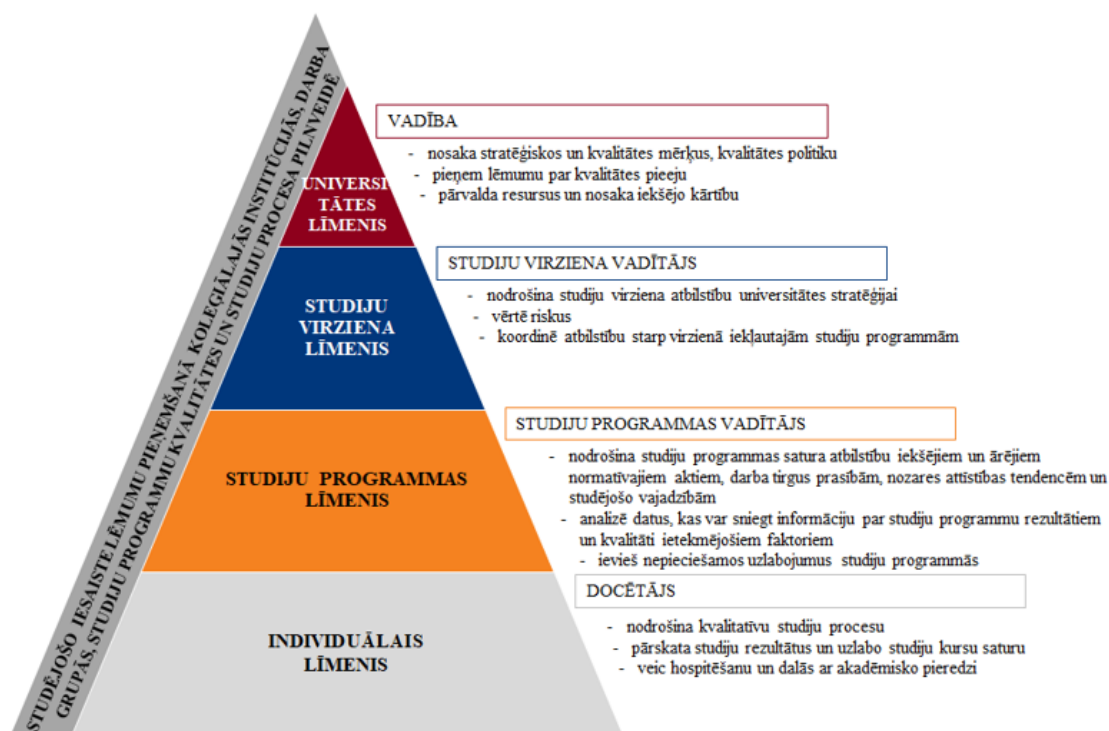 STUDĒJOŠO IESAISTE LĒMUMU PIEŅEMŠANĀ KOLEĢIĀLAJĀS INSTITŪCIJĀS, DARBA
GRUPĀS, STUDIJU PROGRAMMU KVALITĀTES UN STUDIJU PROCESA PILNVEIDĒ
UNIVERSI
TĀTES
LĪMENIS
VADĪBA
- nosaka stratēģiskos un kvalitātes mērķus, kvalitātes politiku
- pieņem lēmumu par kvalitātes pieeju
- pārvalda resursus un nosaka iekšējo kārtību
STUDIJU
VIRZIENA
LĪMENIS
STUDIJU VIRZIENA VADĪTĀJS
- nodrošina studiju virziena atbilstību universitātes stratēģijai
- vērtē riskus
- koordinē atbilstību starp virzienā iekļautajām studiju programmām
STUDIJU PROGRAMMAS
LĪMENIS
STUDIJU PROGRAMMAS VADĪTĀJS
- nodrošina studiju programmas satura atbilstību iekšējiem un ārējiem
normatīvajiem aktiem, darba tirgus prasībām, nozares attīstības tendencēm un
studējošo vajadzībām
- analizē datus, kas var sniegt informāciju par studiju programmu rezultātiem
un kvalitāti ietekmējošiem faktoriem
- ievieš nepieciešamos uzlabojumus studiju programmās
INDIVIDUĀLAIS
LĪMENIS
DOCĒTĀJS
- nodrošina kvalitatīvu studiju procesu
- pārskata studiju rezultātus un uzlabo studiju kursu saturu
- veic hospitēšanu un dalās ar akadēmisko pieredzi